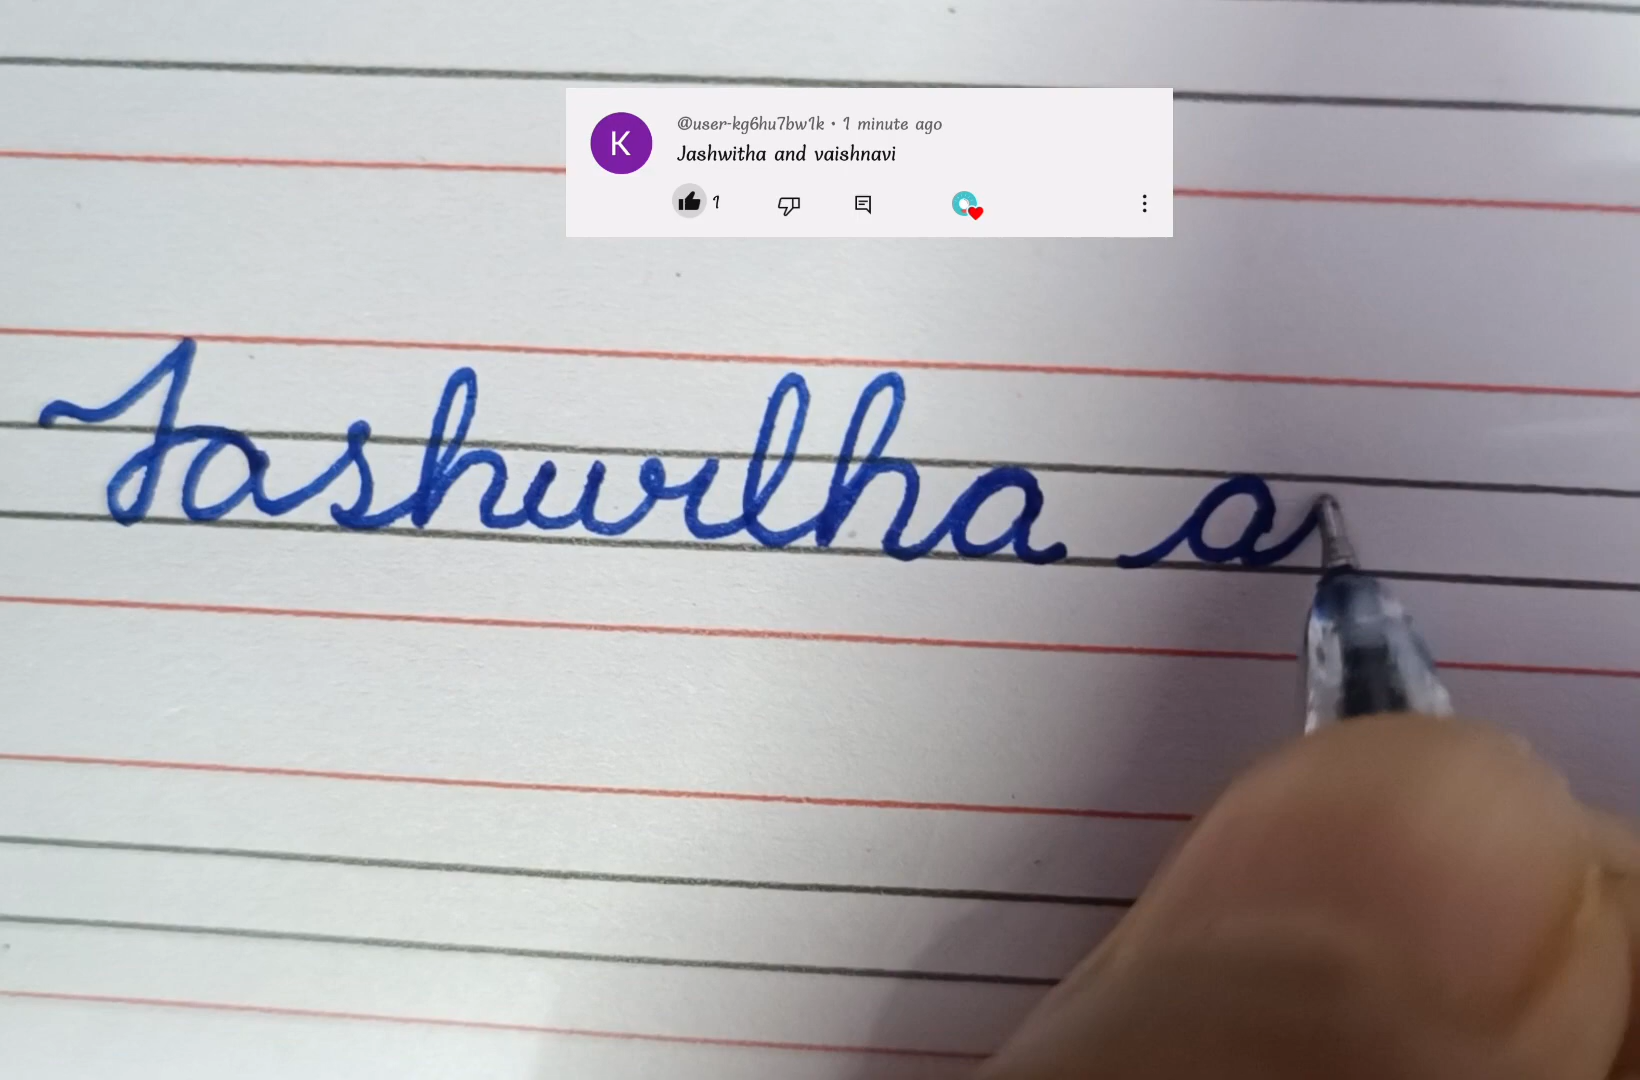 K
@user-kg6hu7bw1k • 1 minute ago
Jashwitha and vaishnavi
1
Jashwitha a